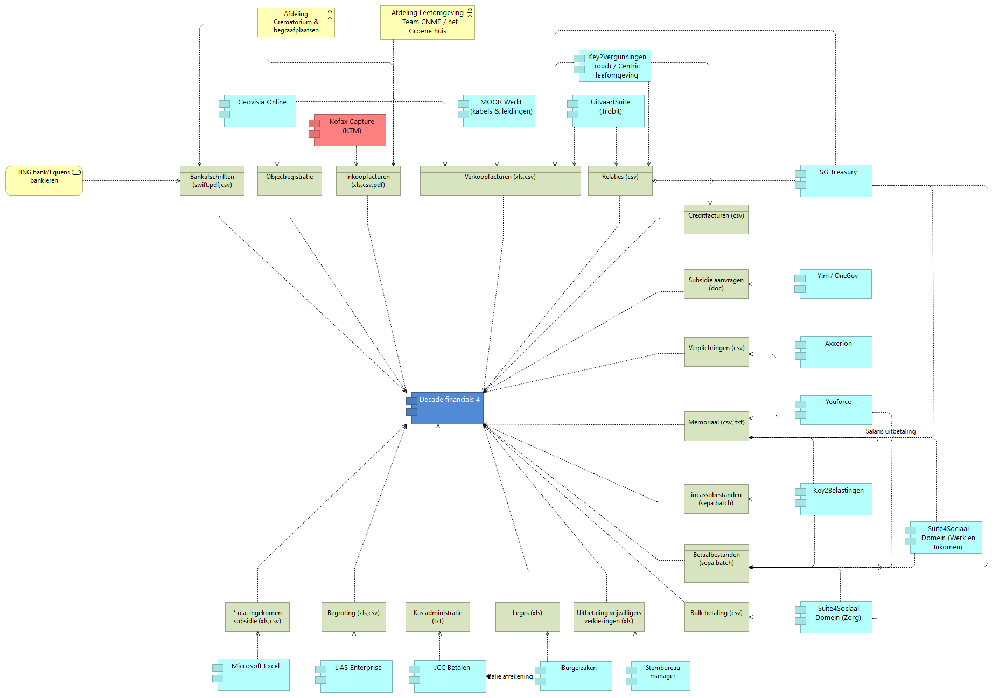 Afdeling
Crematorium &
begraafplaatsen
Afdeling Leefomgeving
- Team CNME / het
Groene huis
Key2Vergunningen
(oud) / Centric
leefomgeving
Geovisia Online
MOOR Werkt
(kabels & leidingen)
UitvaartSuite
(Trobit)
Kofax Capture
(KTM)
BNG bank/Equens
bankieren
Bankafschriften
(swift,pdf,csv)
Objectregistratie
Inkoopfacturen
(xls,csv,pdf)
Verkoopfacturen (xls,csv)
Relaties (csv)
SG Treasury
Creditfacturen (csv)
Subsidie aanvragen
(doc)
Yim / OneGov
Verplichtingen (csv)
Axxerion
Decade financials 4
Youforce
Memoriaal (csv, txt)
Salaris uitbetaling
incassobestanden
(sepa batch)
Key2Belastingen
Suite4Sociaal
Domein (Werk en
Inkomen)
Betaalbestanden
(sepa batch)
* o.a. Ingekomen
subsidie (xls,csv)
Begroting (xls,csv)
Kas administratie
(txt)
Leges (xls)
Uitbetaling vrijwilligers
verkiezingen (xls)
Bulk betaling (csv)
Suite4Sociaal
Domein (Zorg)
Microsoft Excel
LIAS Enterprise
JCC Betalen
Balie afrekening
iBurgerzaken
Stembureau
manager